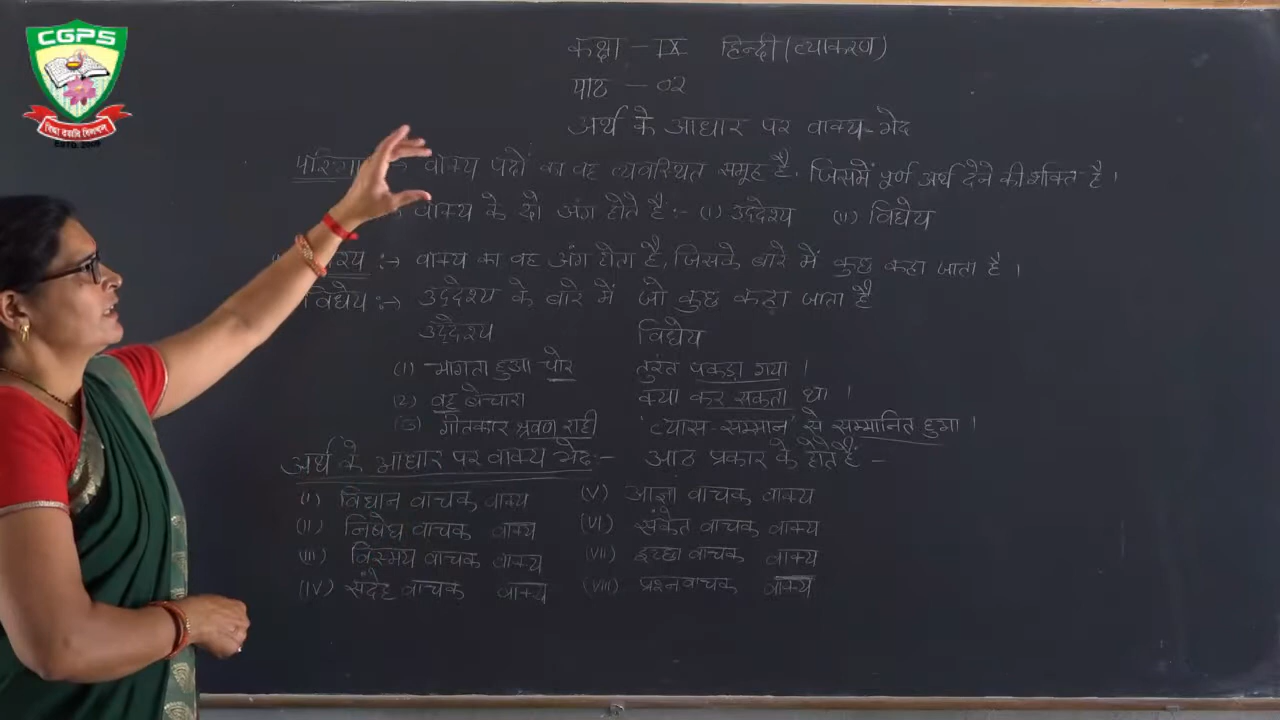 CGPS
विद्या ददाति विनयम्
कक्षा - IX हिन्दी (व्याकरण)
पाठ - ०२
अर्थ के आधार पर वाक्य-भेद
वाक्य पदों का वह व्यवस्थित समूह है, जिसमें पूर्ण अर्थ देने की शक्ति है ।
वाक्य के दो अंग होते है :- (i) उद्देश्य (ii) विधेय
:→ वाक्य का वह अंग होता है, जिसके बारे में कुछ कहा जाता है ।
विधेय :→ उद्देश्य के बारे में जो कुछ कहा जाता है
उद्देश्य विधेय
(1) भागता हुआ चोर तुरंत पकड़ा गया ।
(2) वह बेचारा क्या कर सकता था ।
(3) गीतकार श्रवण राही 'व्यास-सम्मान' से सम्मानित हुआ ।
अर्थ के आधार पर वाक्य भेद :- आठ प्रकार के होते हैं -
(I) विधान वाचक वाक्य (V) आज्ञा वाचक वाक्य
(II) निषेध वाचक वाक्य (VI) संकेत वाचक वाक्य
(III) विस्मय वाचक वाक्य (VII) इच्छा वाचक वाक्य
(IV) संदेह वाचक वाक्य (VIII) प्रश्नवाचक वाक्य